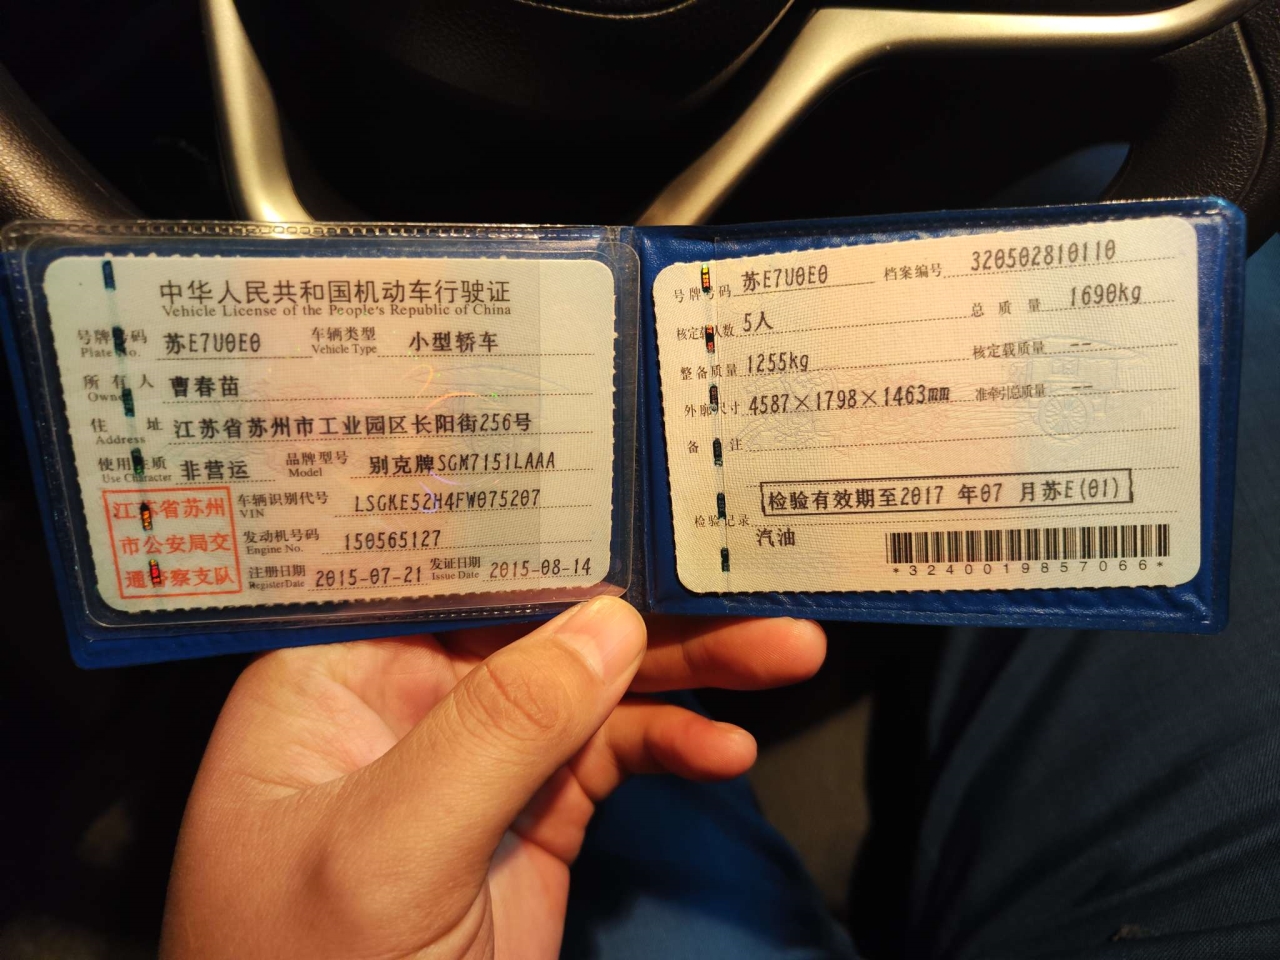 中华人民共和国机动车行驶证
Vehicle License of the People's Republic of China
号牌号码 苏E7U0E0 车辆类型 小型轿车
Plate No. Vehicle Type
所有人 曹春苗
Owner
住址 江苏省苏州市工业园区长阳街256号
Address
使用性质 非营运 品牌型号 别克牌SGM7151LAAA
Use Character Model
江苏省苏州
市公安局交
通警察支队
车辆识别代号 LSGKE52H4FW075207
VIN
发动机号码 150565127
Engine No.
注册日期 2015-07-21 发证日期 2015-08-14
Register Date Issue Date
号牌号码 苏E7U0E0 档案编号 320502810110
核定载人数 5人 总质量 1690kg
整备质量 1255kg 核定载质量 --
外廓尺寸 4587×1798×1463mm 准牵引总质量 --
备注
检验有效期至2017 年07 月苏E(01)
检验记录
汽油
*3240019857066*